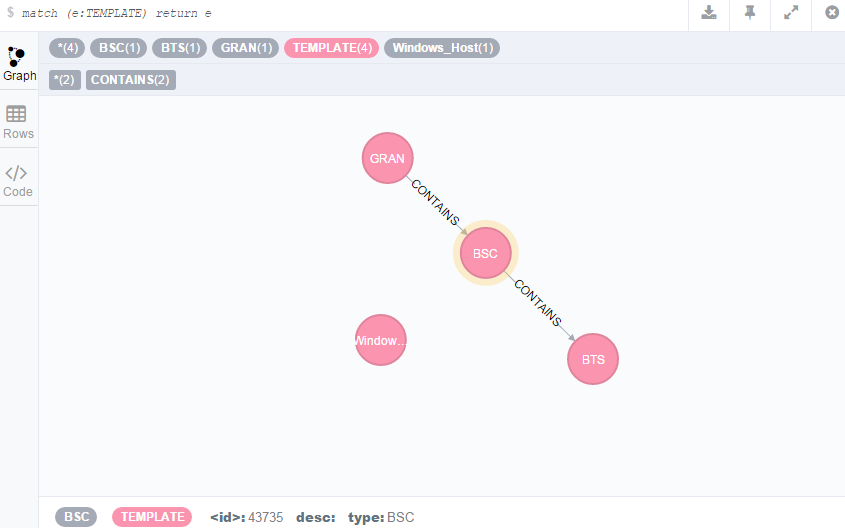 $ match (e:TEMPLATE) return e
*(4) BSC(1) BTS(1) GRAN(1) TEMPLATE(4) Windows_Host(1)
Graph
*(2) CONTAINS(2)
Rows
Code
GRAN
CONTAINS
BSC
CONTAINS
Window...
BTS
BSC TEMPLATE <id>: 43735 desc: type: BSC